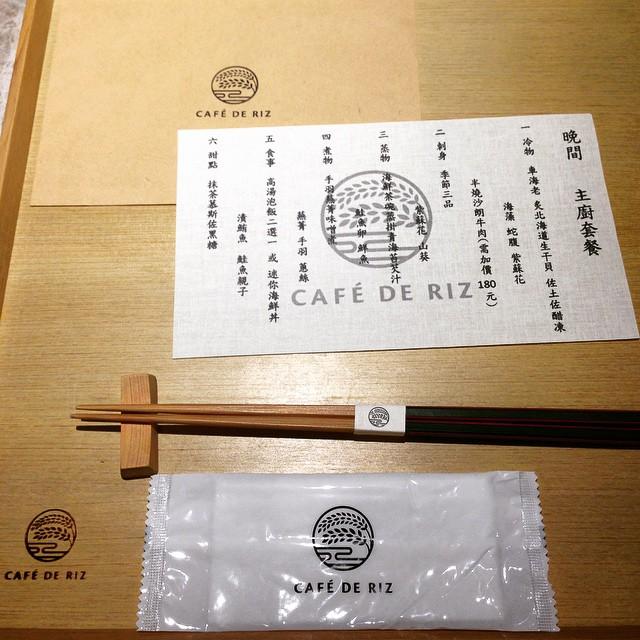 CAFÉ DE RIZ
晚間　主廚套餐
一 冷物 車海老 炙北海道生干貝 佐土佐醋凍
海藻 蛇腹 紫蘇花
半燒沙朗牛肉(需加價180元)
二 刺身 季節三品
紫蘇花 山葵
三 蒸物 海鮮茶碗蒸掛青海苔芡汁
鮭魚卵 鮮魚
四 煮物 手羽蕪菁味噌煮
蕪菁 手羽 蔥絲
五 食事 高湯泡飯二選一 或 迷你海鮮丼
漬鮪魚 鮭魚親子
六 甜點 抹茶慕斯佐黑糖
CAFÉ DE RIZ
CAFÉ DE RIZ
CAFÉ DE RIZ